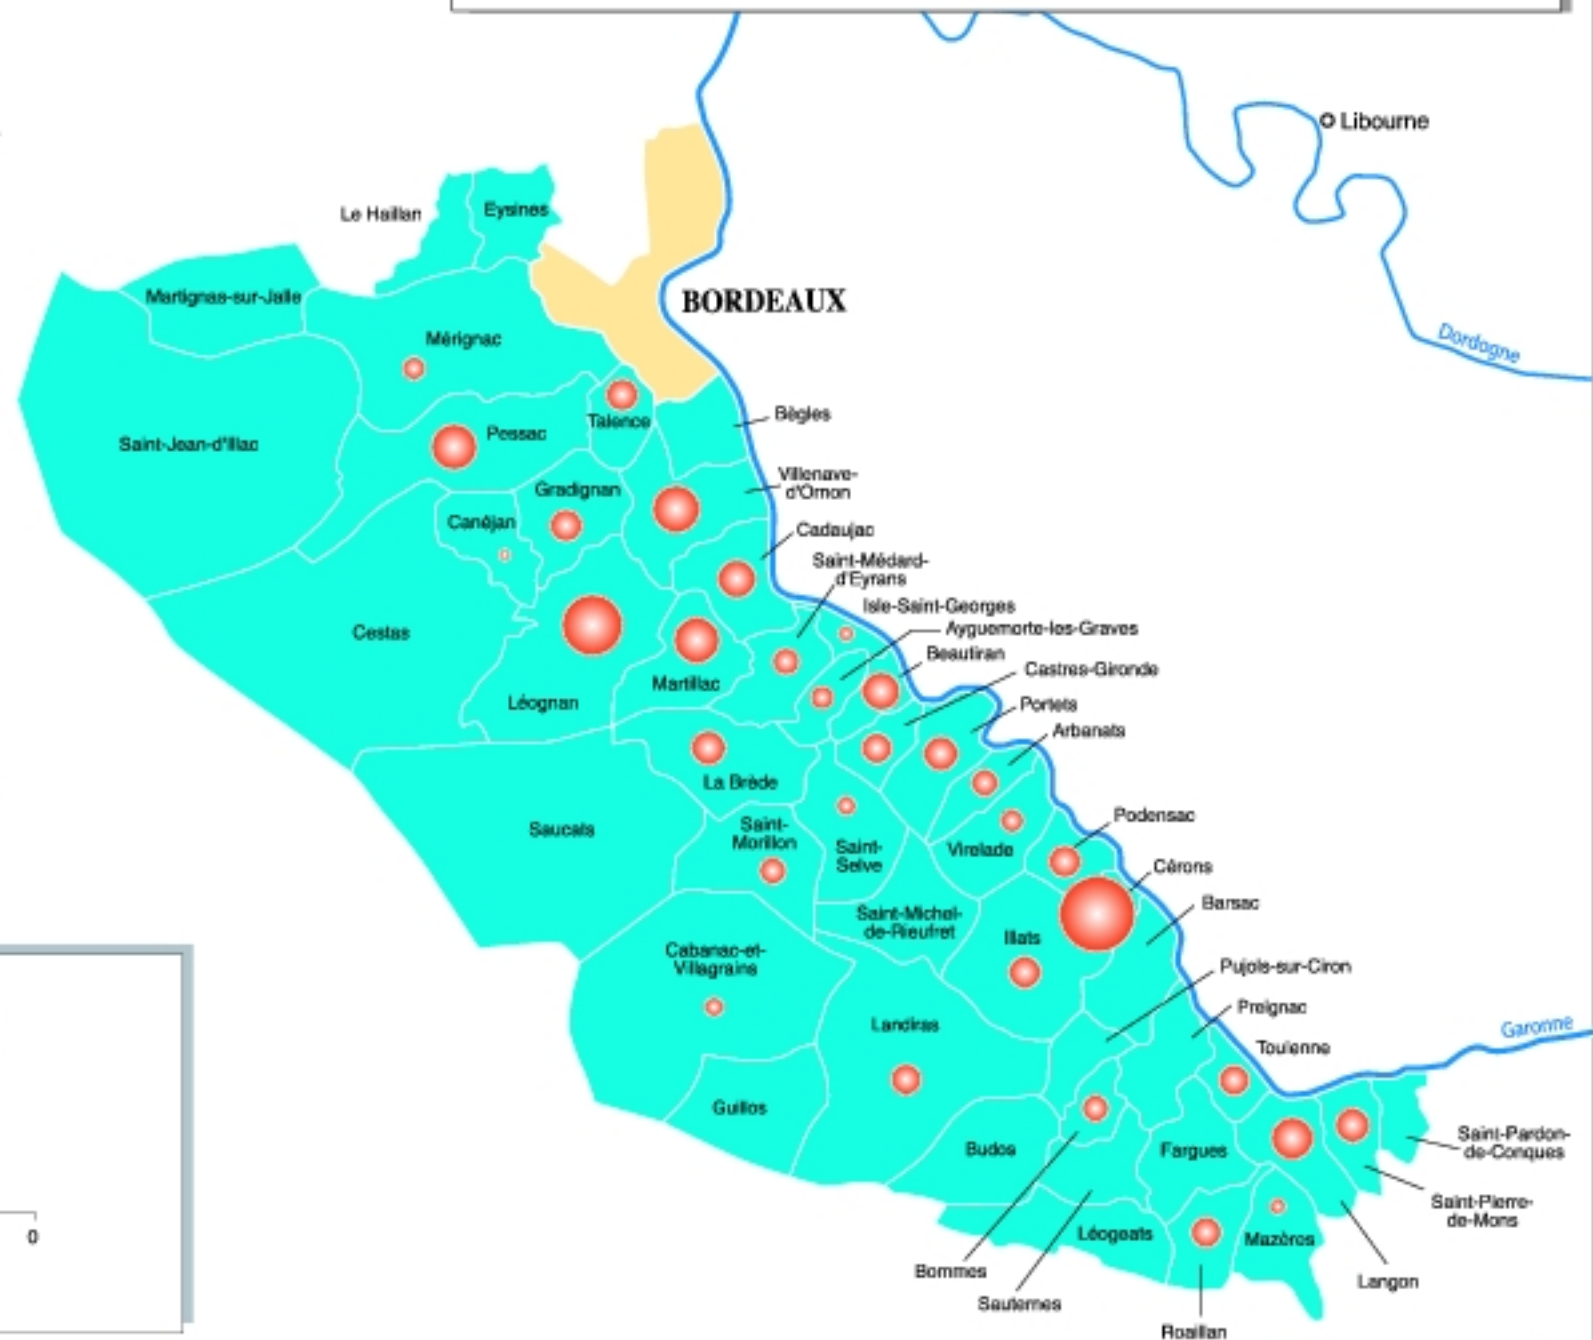 Libourne
Le Haillan
Eysines
Martignas-sur-Jalle
BORDEAUX
Mérignac
Dordogne
Talence
Bègles
Pessac
Saint-Jean-d'Illac
Villenave-
d'Ornon
Gradignan
Canéjan
Cadaujac
Saint-Médard-
d'Eyrans
Isle-Saint-Georges
Ayguemorte-les-Graves
Cestas
Beautiran
Castres-Gironde
Martillac
Léognan
Portets
Arbanats
La Brède
Podensac
Saucats
Saint-
Morillon
Saint-
Selve
Virelade
Cérons
Barsac
Saint-Michel-
de-Rieufret
Illats
Cabanac-et-
Villagrains
Pujols-sur-Ciron
Preignac
Landiras
Garonne
Toulenne
Guillos
Budos
Fargues
Saint-Pardon-
de-Conques
Saint-Pierre-
de-Mons
Léogeats
Mazères
0
Bommes
Langon
Sauternes
Roaillan